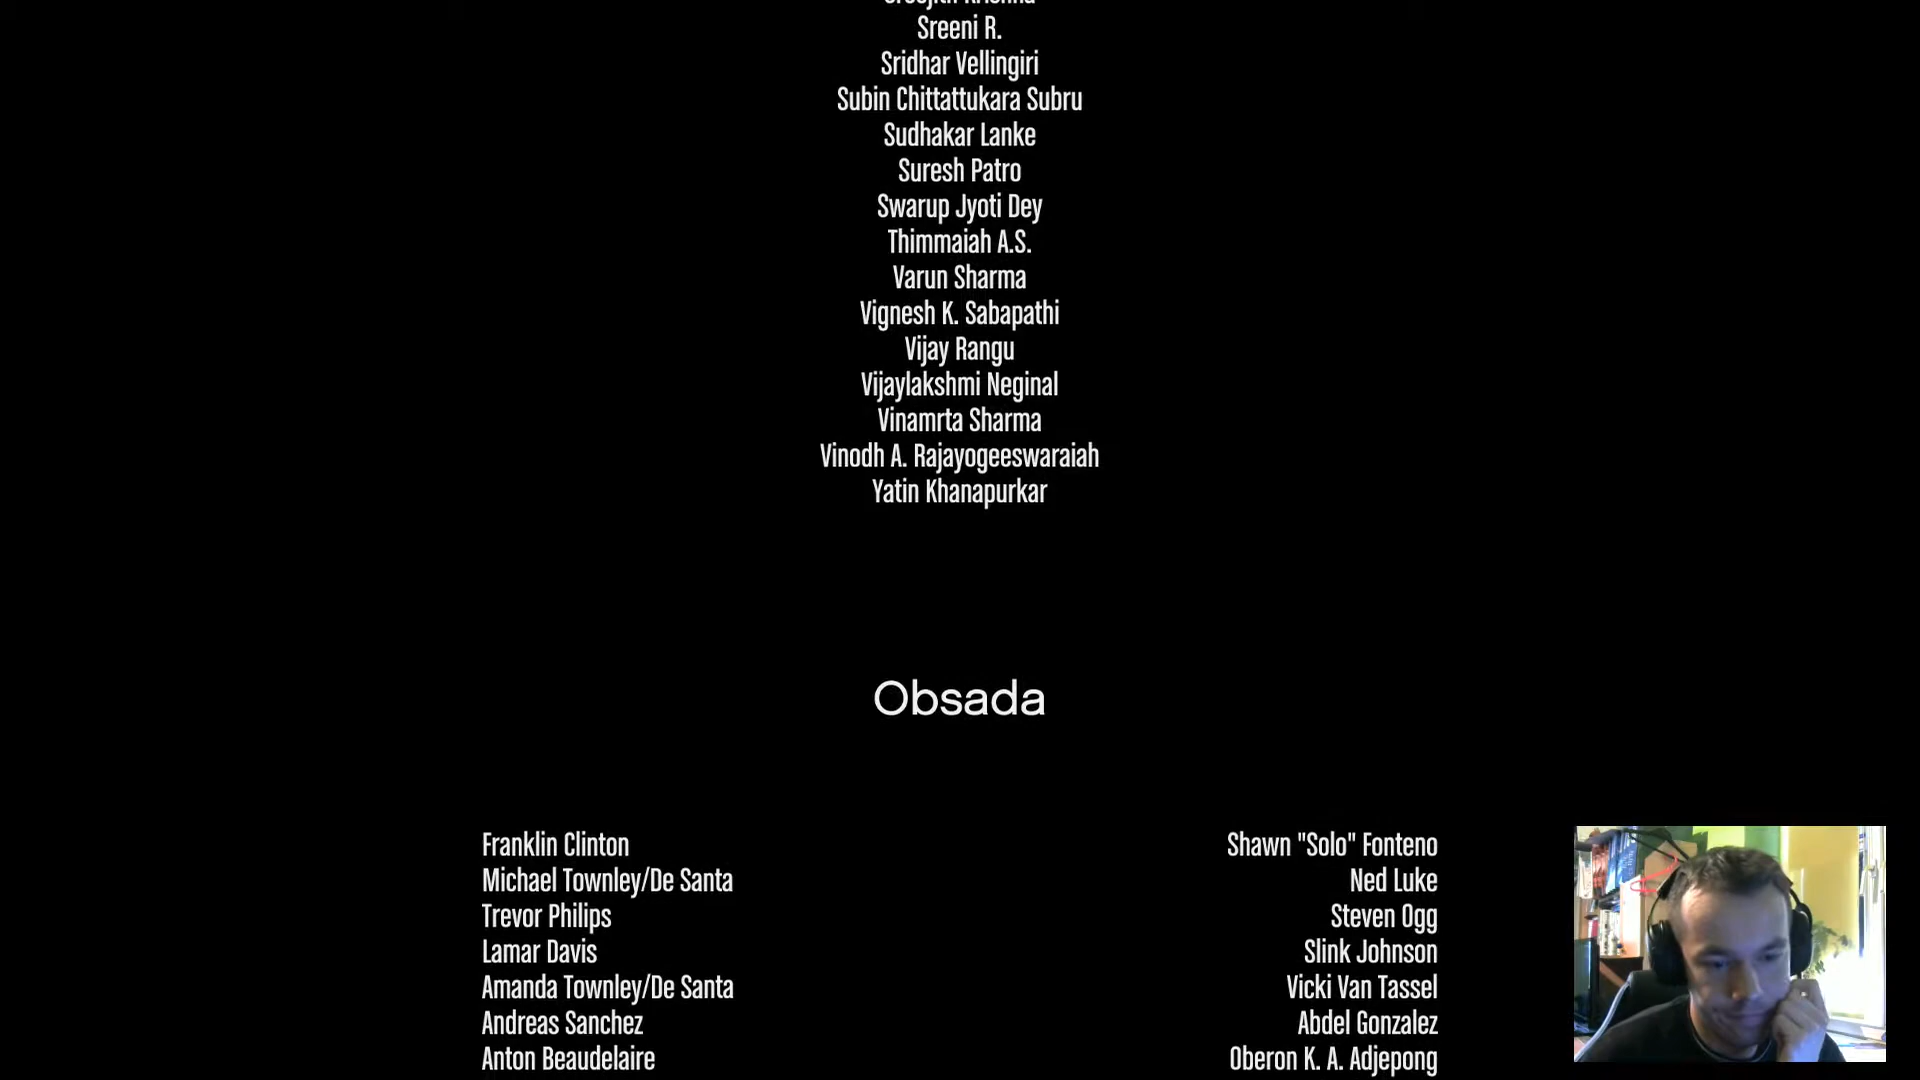 Sreeni R.
Sridhar Vellingiri
Subin Chittattukara Subru
Sudhakar Lanke
Suresh Patro
Swarup Jyoti Dey
Thimmaiah A.S.
Varun Sharma
Vignesh K. Sabapathi
Vijay Rangu
Vijaylakshmi Neginal
Vinamrta Sharma
Vinodh A. Rajayogeeswaraiah
Yatin Khanapurkar
Obsada
Franklin Clinton Shawn "Solo" Fonteno
Michael Townley/De Santa Ned Luke
Trevor Philips Steven Ogg
Lamar Davis Slink Johnson
Amanda Townley/De Santa Vicki Van Tassel
Andreas Sanchez Abdel Gonzalez
Anton Beaudelaire Oberon K. A. Adjepong